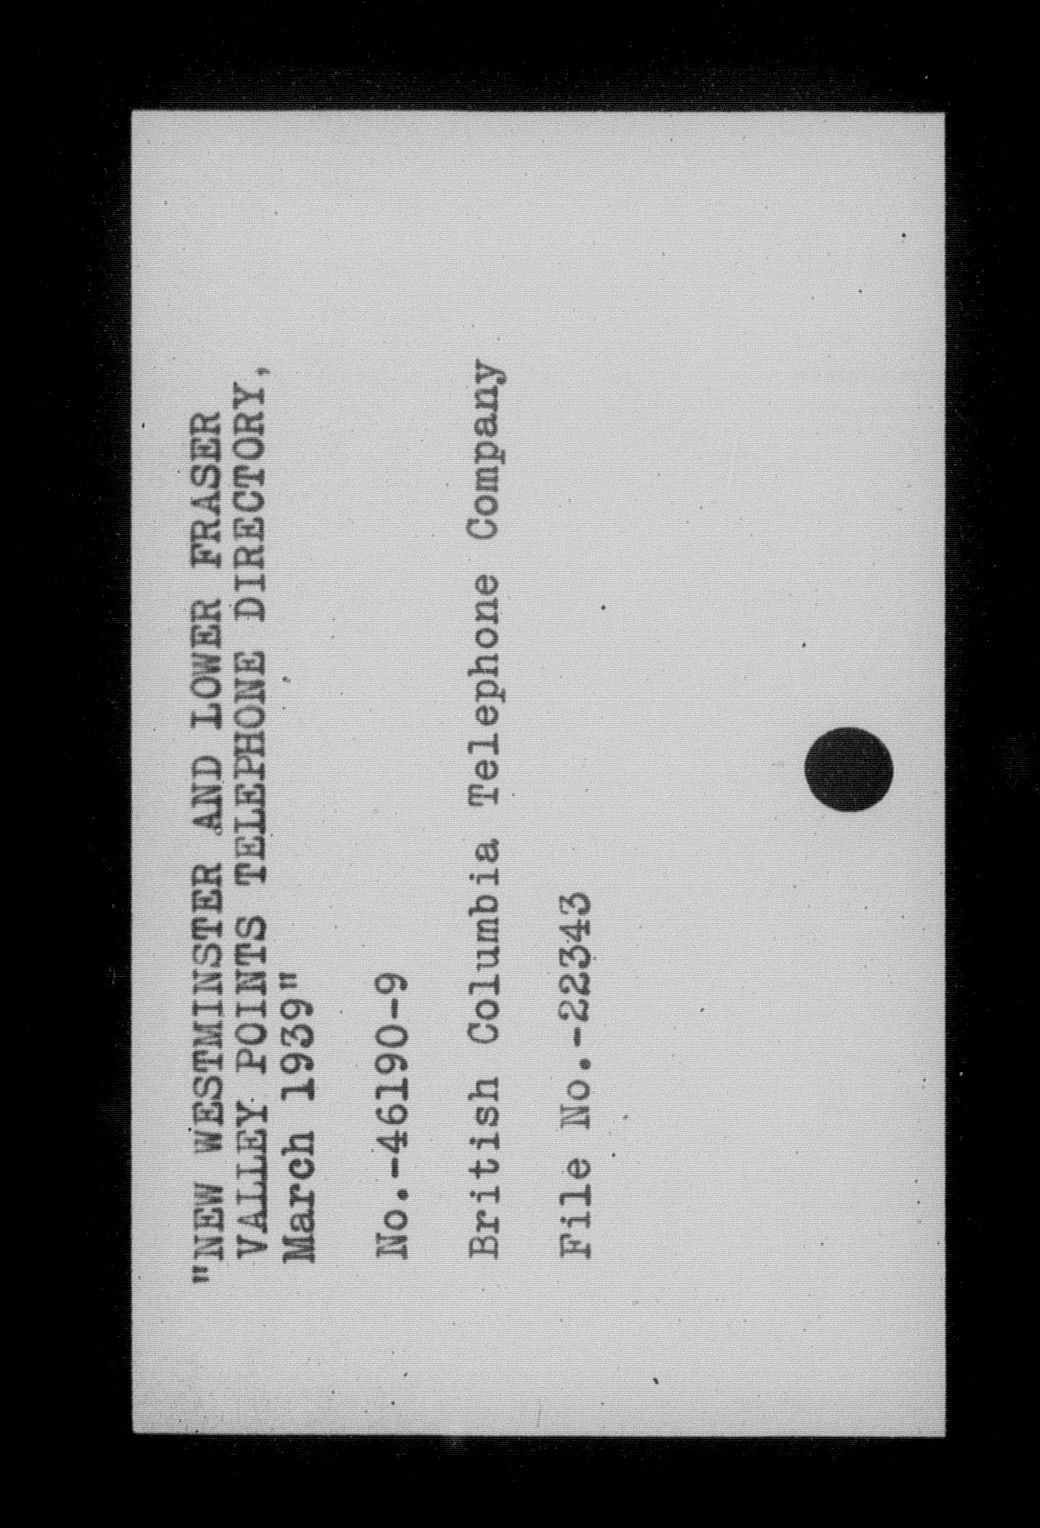 "NEW WESTMINSTER AND LOWER FRASER
VALLEY POINTS TELEPHONE DIRECTORY,
March 1939"
No.-46190-9
British Columbia Telephone Company
File No.-22343